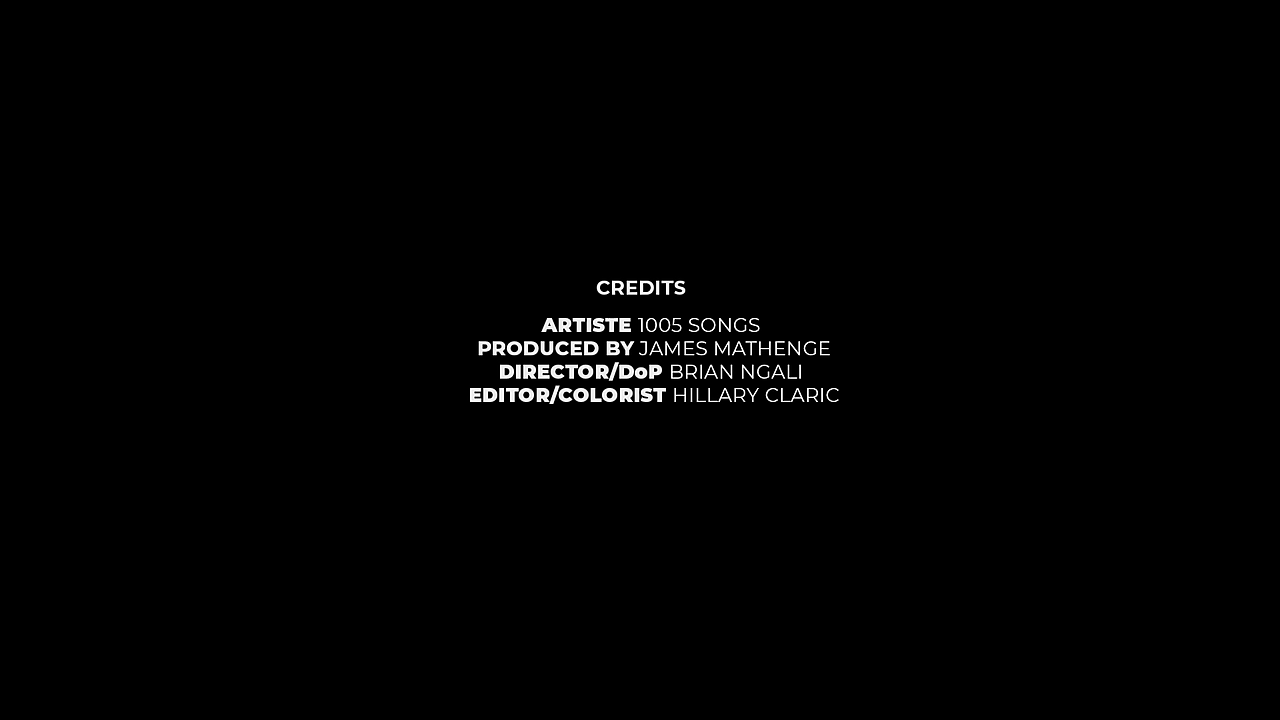 CREDITS
ARTISTE 1005 SONGS
PRODUCED BY JAMES MATHENGE
DIRECTOR/DoP BRIAN NGALI
EDITOR/COLORIST HILLARY CLARIC